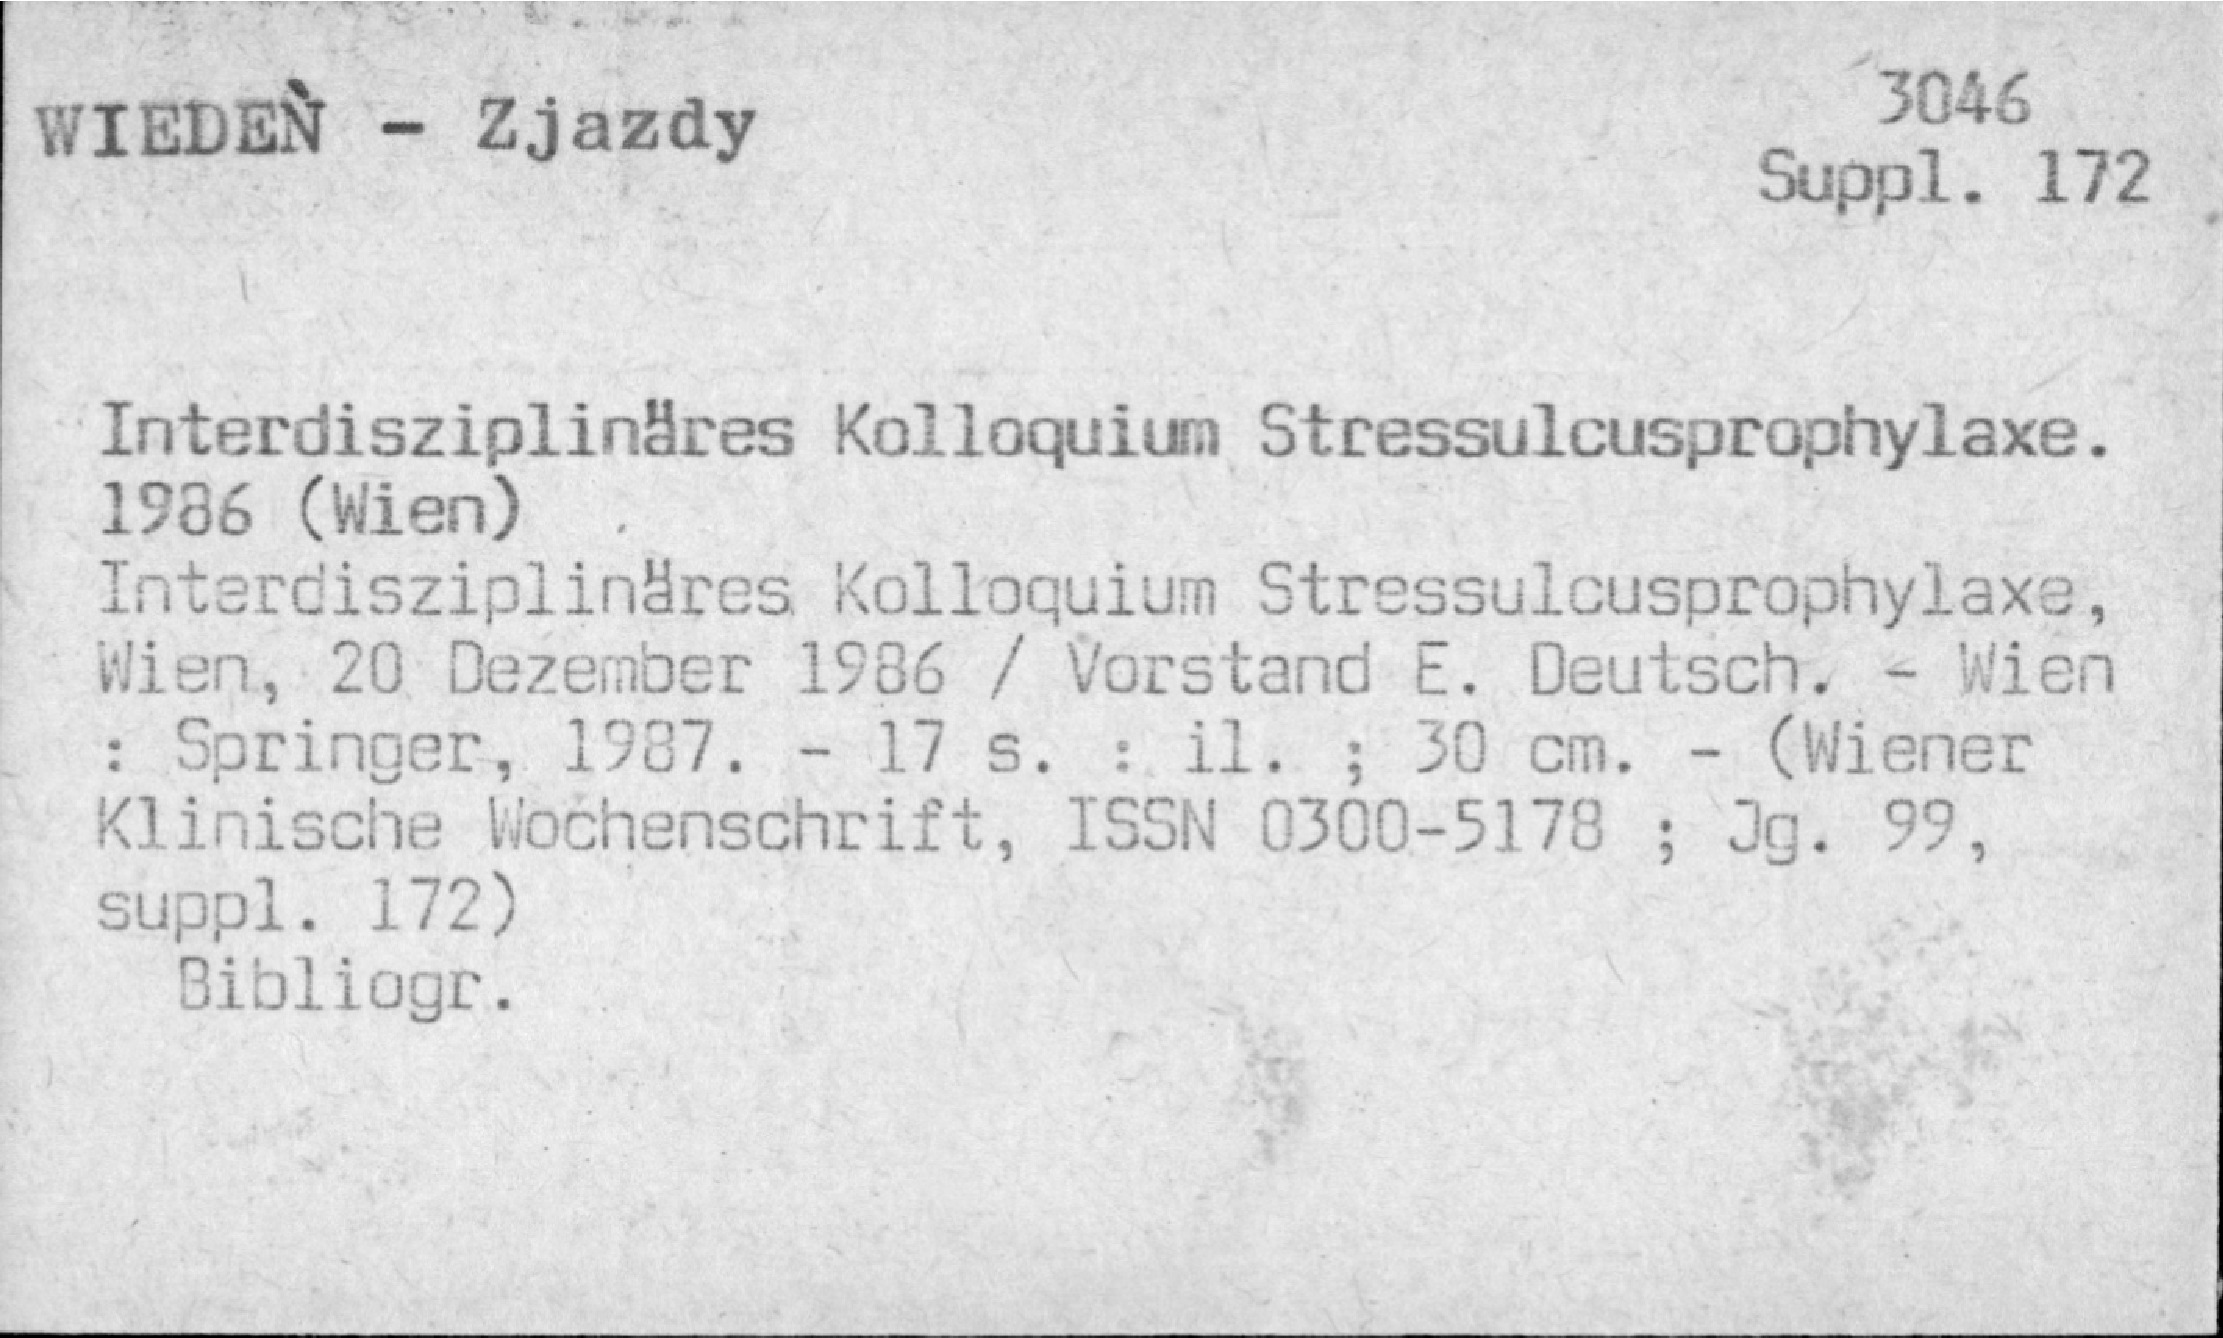 WIEDEǸ - Zjazdy
3046
Suppl. 172
Interdisziplinäres Kolloquium Stressulcusprophylaxe.
1986 (Wien)
Interdisziplinäres Kolloquium Stressulcusprophylaxe,
Wien, 20 Dezember 1986 / Vorstand E. Deutsch. - Wien
: Springer, 1987. - 17 s. : il. ; 30 cm. - (Wiener
Klinische Wochenschrift, ISSN 0300-5178 ; Jg. 99,
suppl. 172)
Bibliogr.